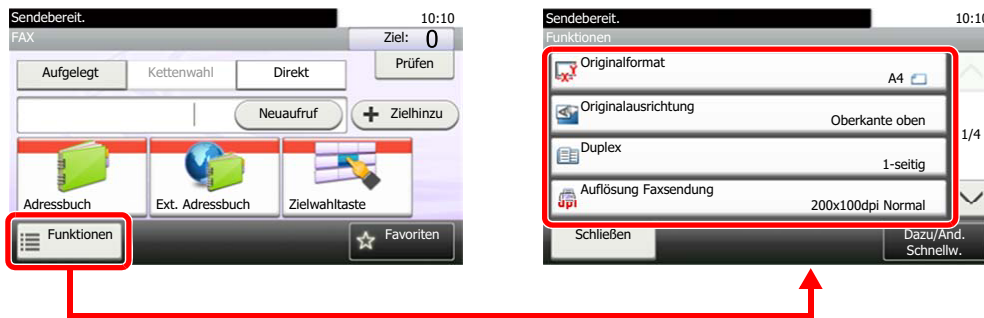 Sendebereit.
10:10
FAX
Ziel: 0
Aufgelegt
Kettenwahl
Direkt
Prüfen
Neuaufruf
+ Zielhinzu
Adressbuch
Ext. Adressbuch
Zielwahltaste
Funktionen
Favoriten
Sendebereit.
10:10
Funktionen
Originalformat
A4
Originalausrichtung
Oberkante oben
1/4
Duplex
1-seitig
Auflösung Faxsendung
200x100dpi Normal
Schließen
Dazu/Änd.
Schnellw.